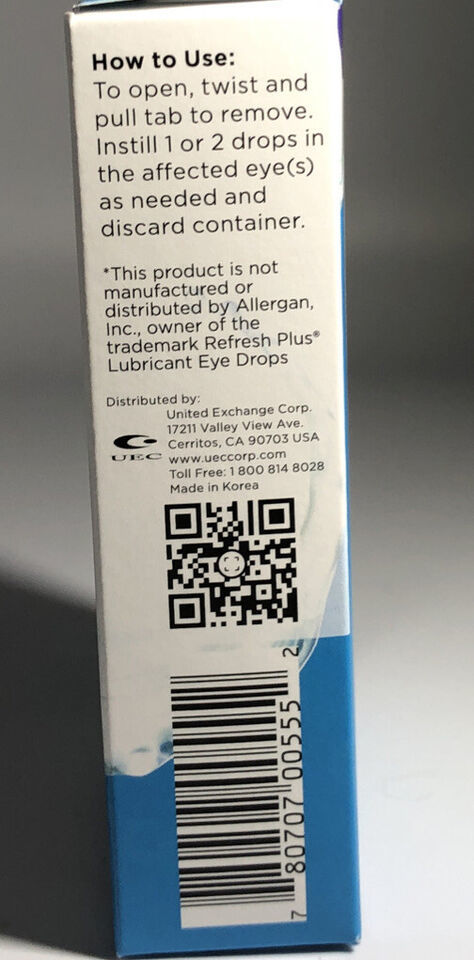 How to Use:
To open, twist and
pull tab to remove.
Instill 1 or 2 drops in
the affected eye(s)
as needed and
discard container.
*This product is not
manufactured or
distributed by Allergan,
Inc., owner of the
trademark Refresh Plus®
Lubricant Eye Drops
Distributed by:
United Exchange Corp.
17211 Valley View Ave.
Cerritos, CA 90703 USA
UEC
www.ueccorp.com
Toll Free: 1 800 814 8028
Made in Korea
7 80707 00555 2